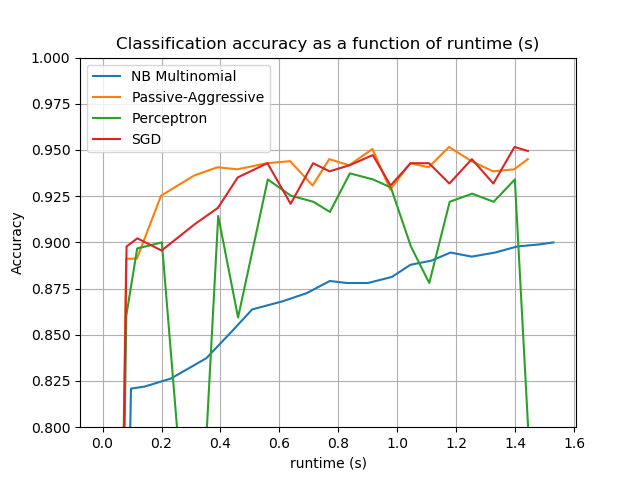 Classification accuracy as a function of runtime (s)
NB Multinomial
Passive-Aggressive
Perceptron
SGD
1.000
0.975
0.950
0.925
0.900
0.875
0.850
0.825
0.800
Accuracy
0.0 0.2 0.4 0.6 0.8 1.0 1.2 1.4 1.6
runtime (s)